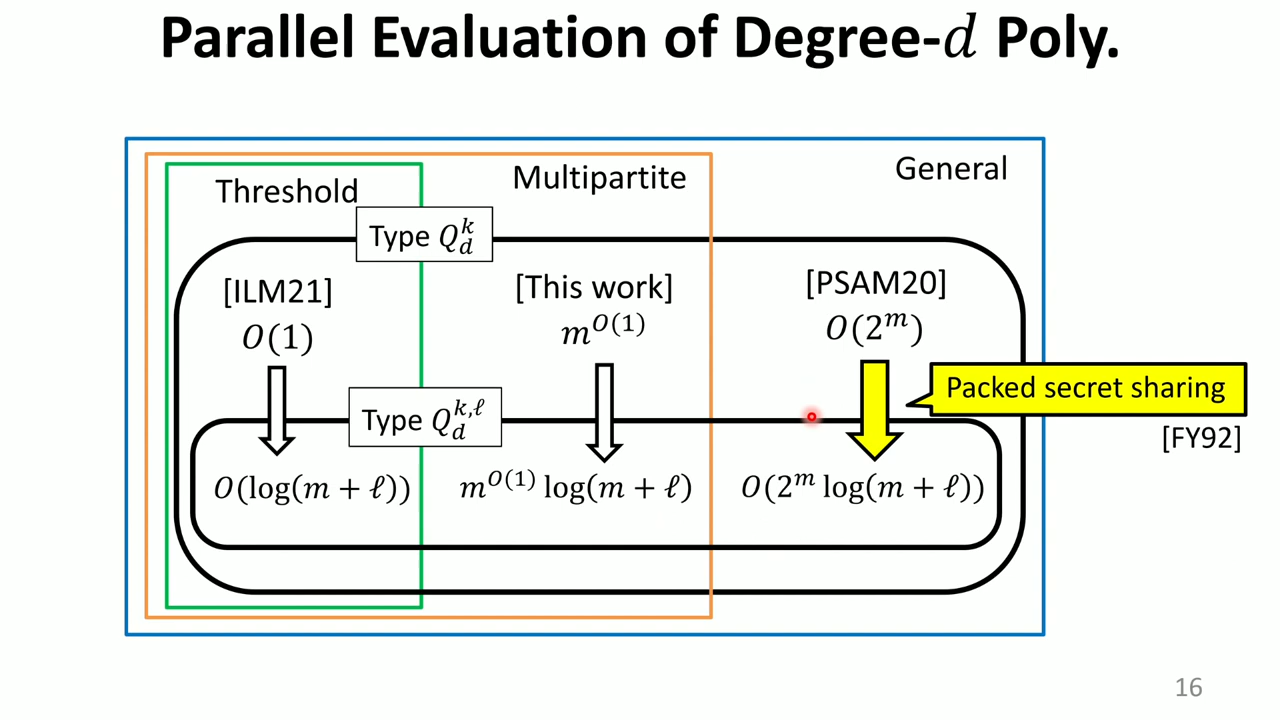 Parallel Evaluation of Degree-𝑑 Poly.
Threshold
Multipartite
General
Type 𝑄_𝑑^𝑘
[ILM21]
𝑂(1)
[This work]
𝑚^{𝑂(1)}
[PSAM20]
𝑂(2^𝑚)
Packed secret sharing
[FY92]
Type 𝑄_𝑑^{𝑘,ℓ}
𝑂(log(𝑚 + ℓ))
𝑚^{𝑂(1)} log(𝑚 + ℓ)
𝑂(2^𝑚 log(𝑚 + ℓ))
16